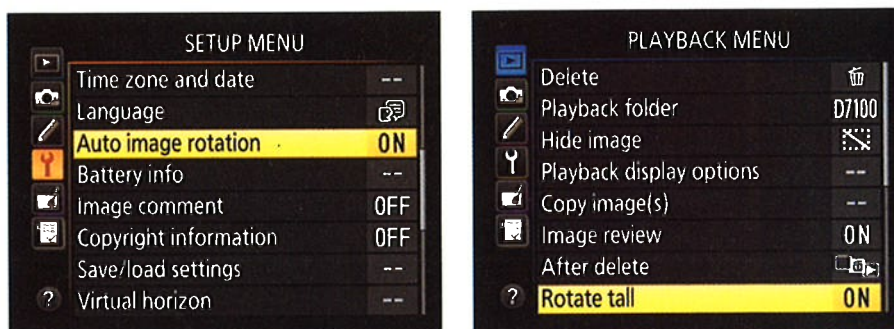 SETUP MENU
Time zone and date --
Language
Auto image rotation ON
Battery info --
Image comment OFF
Copyright information OFF
Save/load settings --
Virtual horizon --
?
PLAYBACK MENU
Delete
Playback folder D7100
Hide image
Playback display options --
Copy image(s) --
Image review ON
After delete
Rotate tall ON
?